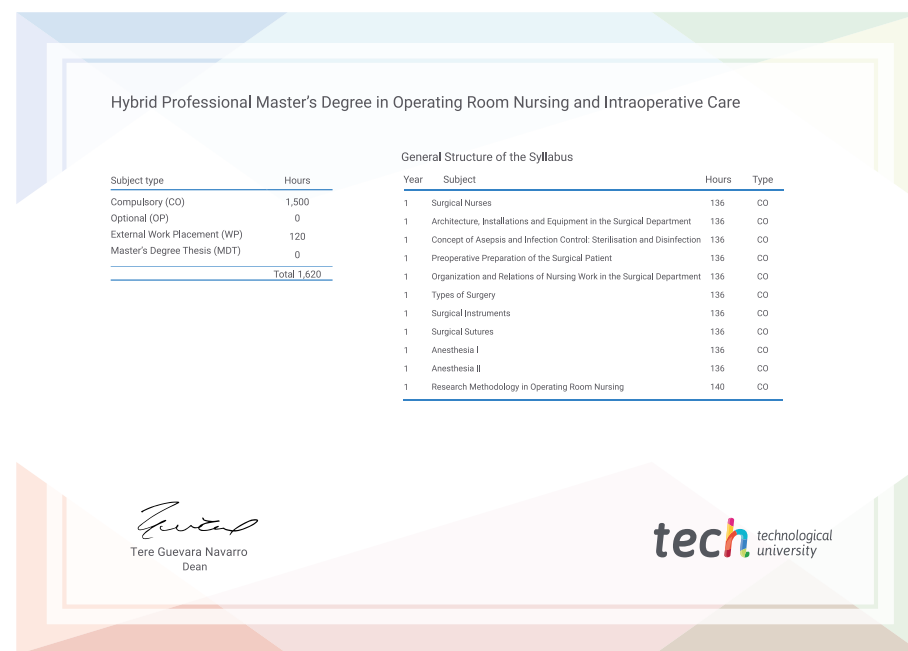 Hybrid Professional Master's Degree in Operating Room Nursing and Intraoperative Care
Subject type Hours
Compulsory (CO) 1,500
Optional (OP) 0
External Work Placement (WP) 120
Master's Degree Thesis (MDT) 0
Total 1,620
General Structure of the Syllabus
Year Subject Hours Type
1 Surgical Nurses 136 CO
1 Architecture, Installations and Equipment in the Surgical Department 136 CO
1 Concept of Asepsis and Infection Control: Sterilisation and Disinfection 136 CO
1 Preoperative Preparation of the Surgical Patient 136 CO
1 Organization and Relations of Nursing Work in the Surgical Department 136 CO
1 Types of Surgery 136 CO
1 Surgical Instruments 136 CO
1 Surgical Sutures 136 CO
1 Anesthesia I 136 CO
1 Anesthesia II 136 CO
1 Research Methodology in Operating Room Nursing 140 CO
Tere Guevara Navarro
Dean
tech technological
university